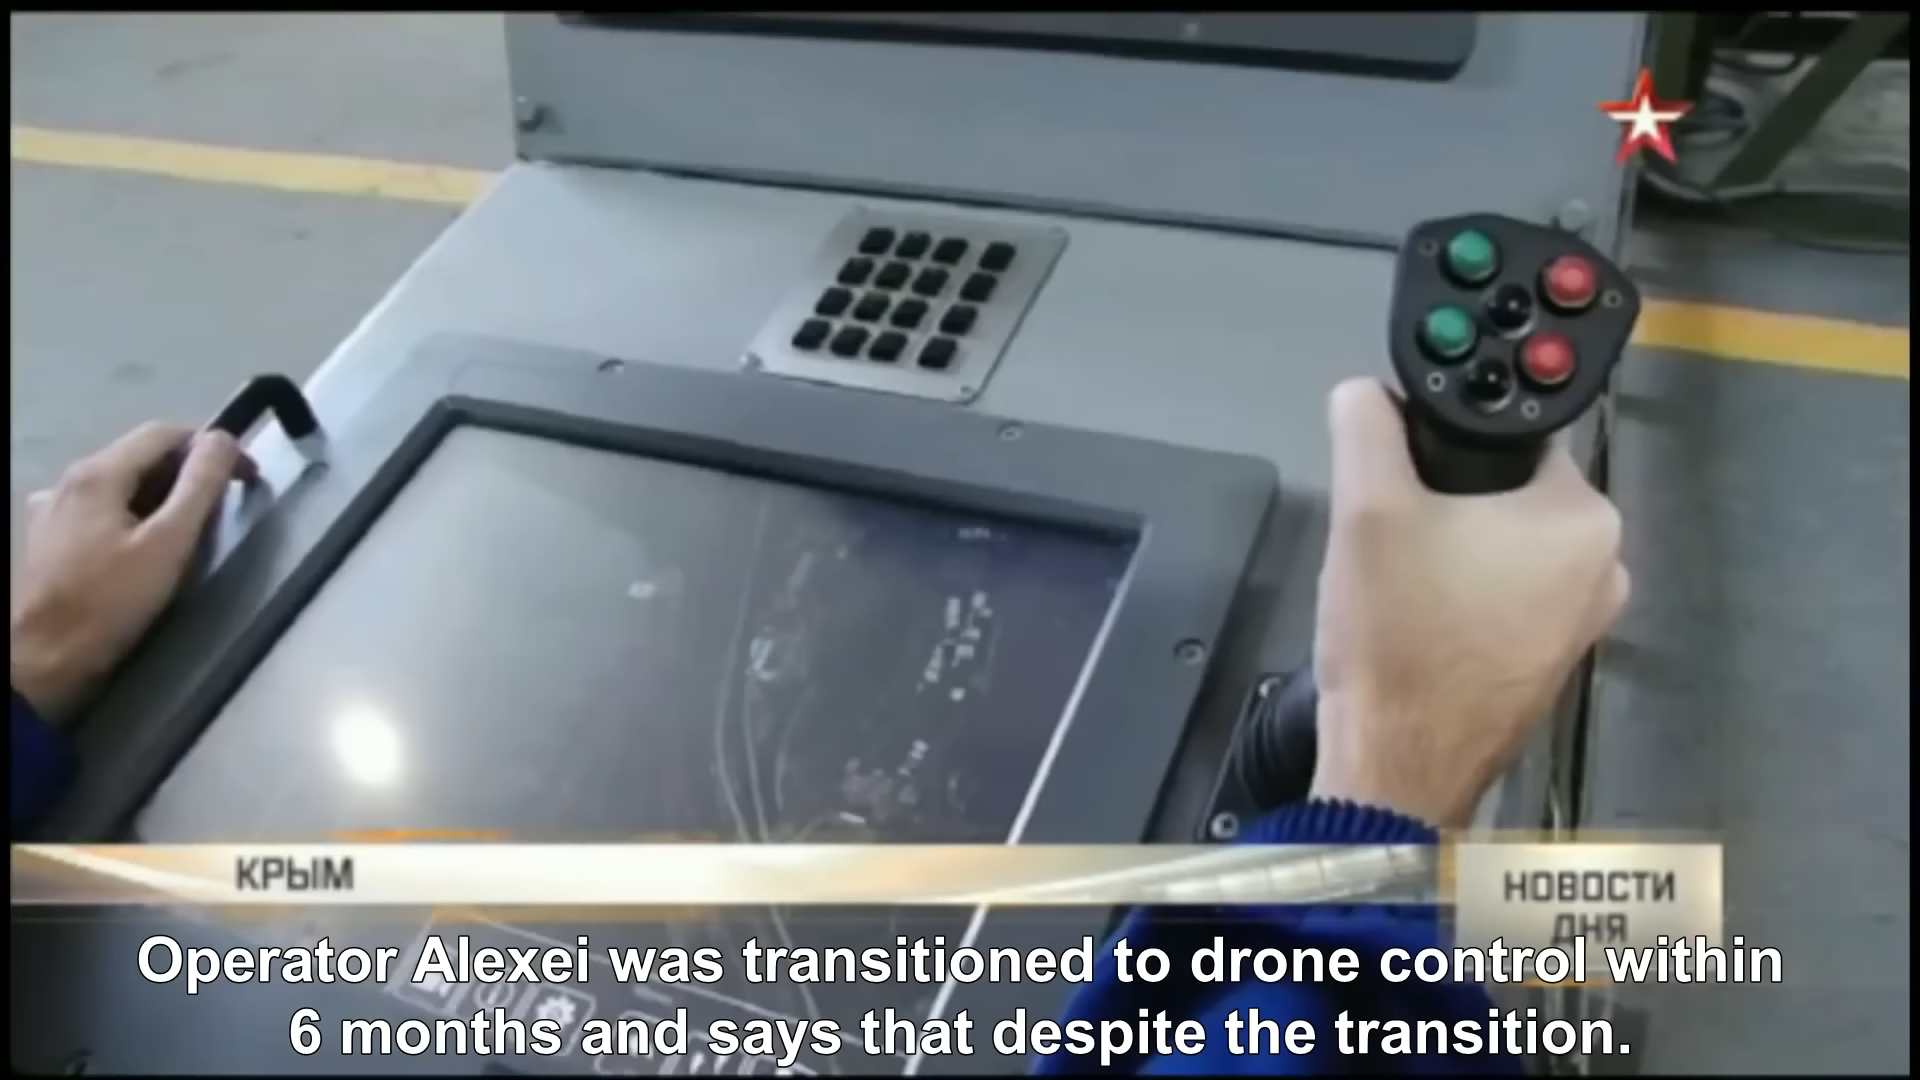 КРЫМ
НОВОСТИ
ДНЯ
Operator Alexei was transitioned to drone control within
6 months and says that despite the transition.